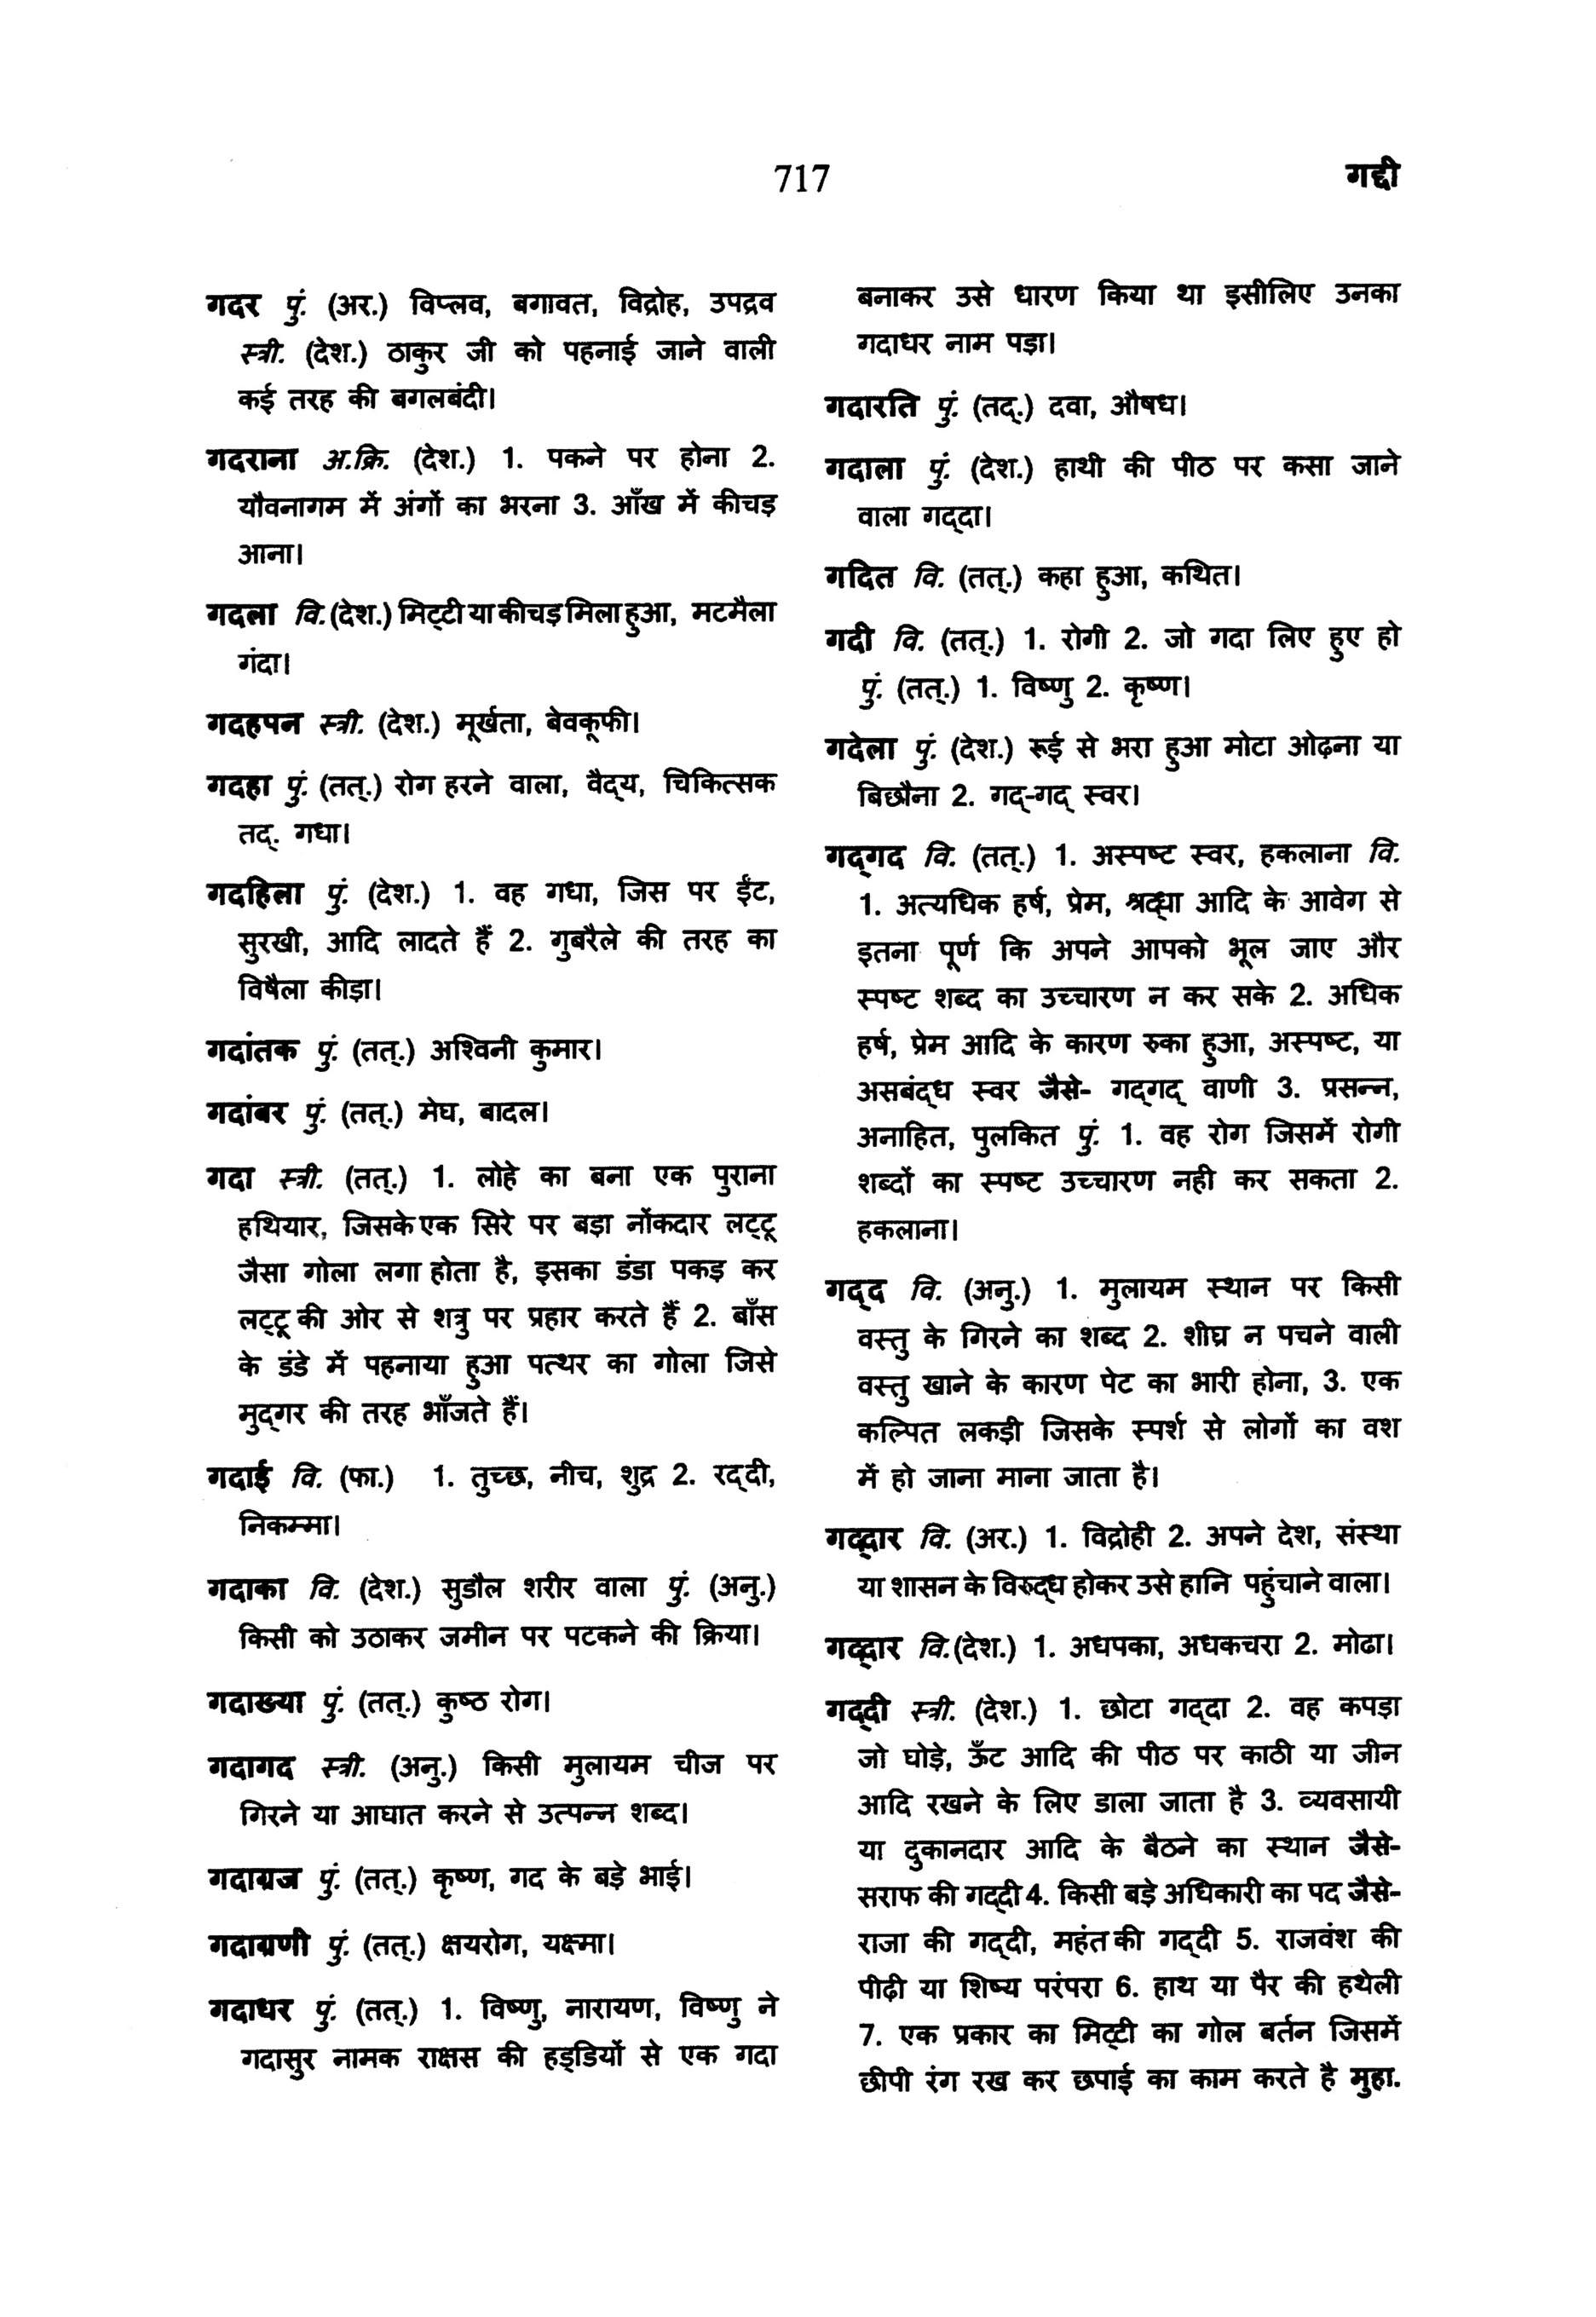 717
गद्दी
गदर पुं. (अर.) विप्लव, बगावत, विद्रोह, उपद्रव
स्त्री. (देश.) ठाकुर जी को पहनाई जाने वाली
कई तरह की बगलबंदी।
गदराना अ.क्रि. (देश.) 1. पकने पर होना 2.
यौवनागम में अंगों का भरना 3. आँख में कीचड़
आना।
गदला वि. (देश.) मिट्‌टी या कीचड़ मिला हुआ, मटमैला
गंदा।
गदहपन स्त्री. (देश.) मूर्खता, बेवकूफी।
गदहा पुं. (तत्.) रोग हरने वाला, वैद्‌य, चिकित्सक
तद्. गधा।
गदहिला पुं. (देश.) 1. वह गधा, जिस पर ईंट,
सुरखी, आदि लादते हैं 2. गुबरैले की तरह का
विषैला कीड़ा।
गदांतक पुं. (तत्.) अश्विनी कुमार।
गदांबर पुं. (तत्.) मेघ, बादल।
गदा स्त्री. (तत्.) 1. लोहे का बना एक पुराना
हथियार, जिसके एक सिरे पर बड़ा नोंकदार लट्‌टू
जैसा गोला लगा होता है, इसका डंडा पकड़ कर
लट्‌टू की ओर से शत्रु पर प्रहार करते हैं 2. बाँस
के डंडे में पहनाया हुआ पत्थर का गोला जिसे
मुद्‌गर की तरह भाँजते हैं।
गदाई वि. (फा.) 1. तुच्छ, नीच, शुद्र 2. रद्‌दी,
निकम्मा।
गदाका वि. (देश.) सुडौल शरीर वाला पुं. (अनु.)
किसी को उठाकर जमीन पर पटकने की क्रिया।
गदाख्या पुं. (तत्.) कुष्ठ रोग।
गदागद स्त्री. (अनु.) किसी मुलायम चीज पर
गिरने या आघात करने से उत्पन्न शब्द।
गदाग्रज पुं. (तत्.) कृष्ण, गद के बड़े भाई।
गदाग्रणी पुं. (तत्.) क्षयरोग, यक्ष्मा।
गदाधर पुं. (तत्.) 1. विष्णु, नारायण, विष्णु ने
गदासुर नामक राक्षस की हड्‌डियों से एक गदा
बनाकर उसे धारण किया था इसीलिए उनका
गदाधर नाम पड़ा।
गदारति पुं. (तद्.) दवा, औषध।
गदाला पुं. (देश.) हाथी की पीठ पर कसा जाने
वाला गद्‌दा।
गदित वि. (तत्.) कहा हुआ, कथित।
गदी वि. (तत्.) 1. रोगी 2. जो गदा लिए हुए हो
पुं. (तत्.) 1. विष्णु 2. कृष्ण।
गदेला पुं. (देश.) रूई से भरा हुआ मोटा ओढ़ना या
बिछौना 2. गद्-गद् स्वर।
गद्‌गद वि. (तत्.) 1. अस्पष्ट स्वर, हकलाना वि.
1. अत्यधिक हर्ष, प्रेम, श्रद्‌धा आदि के आवेग से
इतना पूर्ण कि अपने आपको भूल जाए और
स्पष्ट शब्द का उच्चारण न कर सके 2. अधिक
हर्ष, प्रेम आदि के कारण रुका हुआ, अस्पष्ट, या
असबंद्‌ध स्वर जैसे- गद्‌गद् वाणी 3. प्रसन्न,
अनाहित, पुलकित पुं. 1. वह रोग जिसमें रोगी
शब्दों का स्पष्ट उच्चारण नही कर सकता 2.
हकलाना।
गद्‌द वि. (अनु.) 1. मुलायम स्थान पर किसी
वस्तु के गिरने का शब्द 2. शीघ्र न पचने वाली
वस्तु खाने के कारण पेट का भारी होना, 3. एक
कल्पित लकड़ी जिसके स्पर्श से लोगों का वश
में हो जाना माना जाता है।
गद्‌दार वि. (अर.) 1. विद्रोही 2. अपने देश, संस्था
या शासन के विरुद्‌ध होकर उसे हानि पहुंचाने वाला।
गद्‌दार वि. (देश.) 1. अधपका, अधकचरा 2. मोढा।
गद्‌दी स्त्री. (देश.) 1. छोटा गद्‌दा 2. वह कपड़ा
जो घोड़े, ऊँट आदि की पीठ पर काठी या जीन
आदि रखने के लिए डाला जाता है 3. व्यवसायी
या दुकानदार आदि के बैठने का स्थान जैसे-
सराफ की गद्‌दी 4. किसी बड़े अधिकारी का पद जैसे-
राजा की गद्‌दी, महंत की गद्‌दी 5. राजवंश की
पीढ़ी या शिष्य परंपरा 6. हाथ या पैर की हथेली
7. एक प्रकार का मिट्‌टी का गोल बर्तन जिसमें
छीपी रंग रख कर छपाई का काम करते है मुहा.